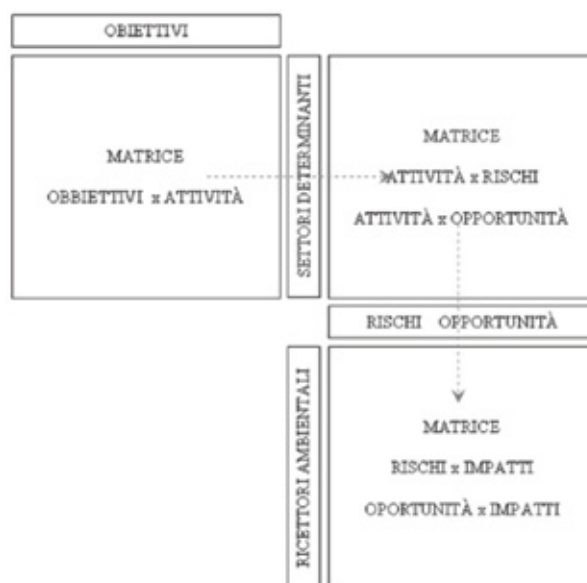 OBIETTIVI
MATRICE
OBBIETTIVI x ATTIVITÀ
SETTORI DETERMINANTI
MATRICE
ATTIVITÀ x RISCHI
ATTIVITÀ x OPPORTUNITÀ
RISCHI OPPORTUNITÀ
RICETTORI AMBIENTALI
MATRICE
RISCHI x IMPATTI
OPORTUNITÀ x IMPATTI